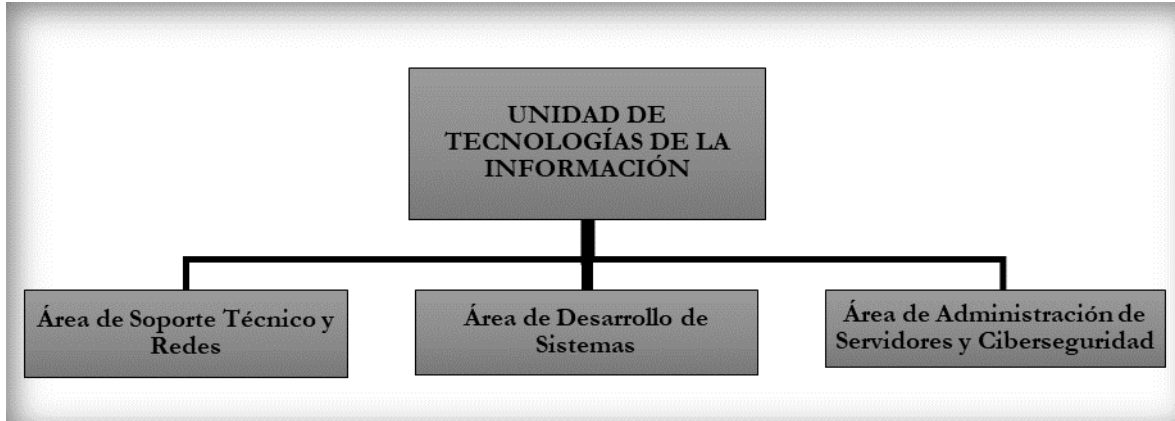 UNIDAD DE
TECNOLOGÍAS DE LA
INFORMACIÓN
Área de Soporte Técnico y
Redes
Área de Desarrollo de
Sistemas
Área de Administración de
Servidores y Ciberseguridad